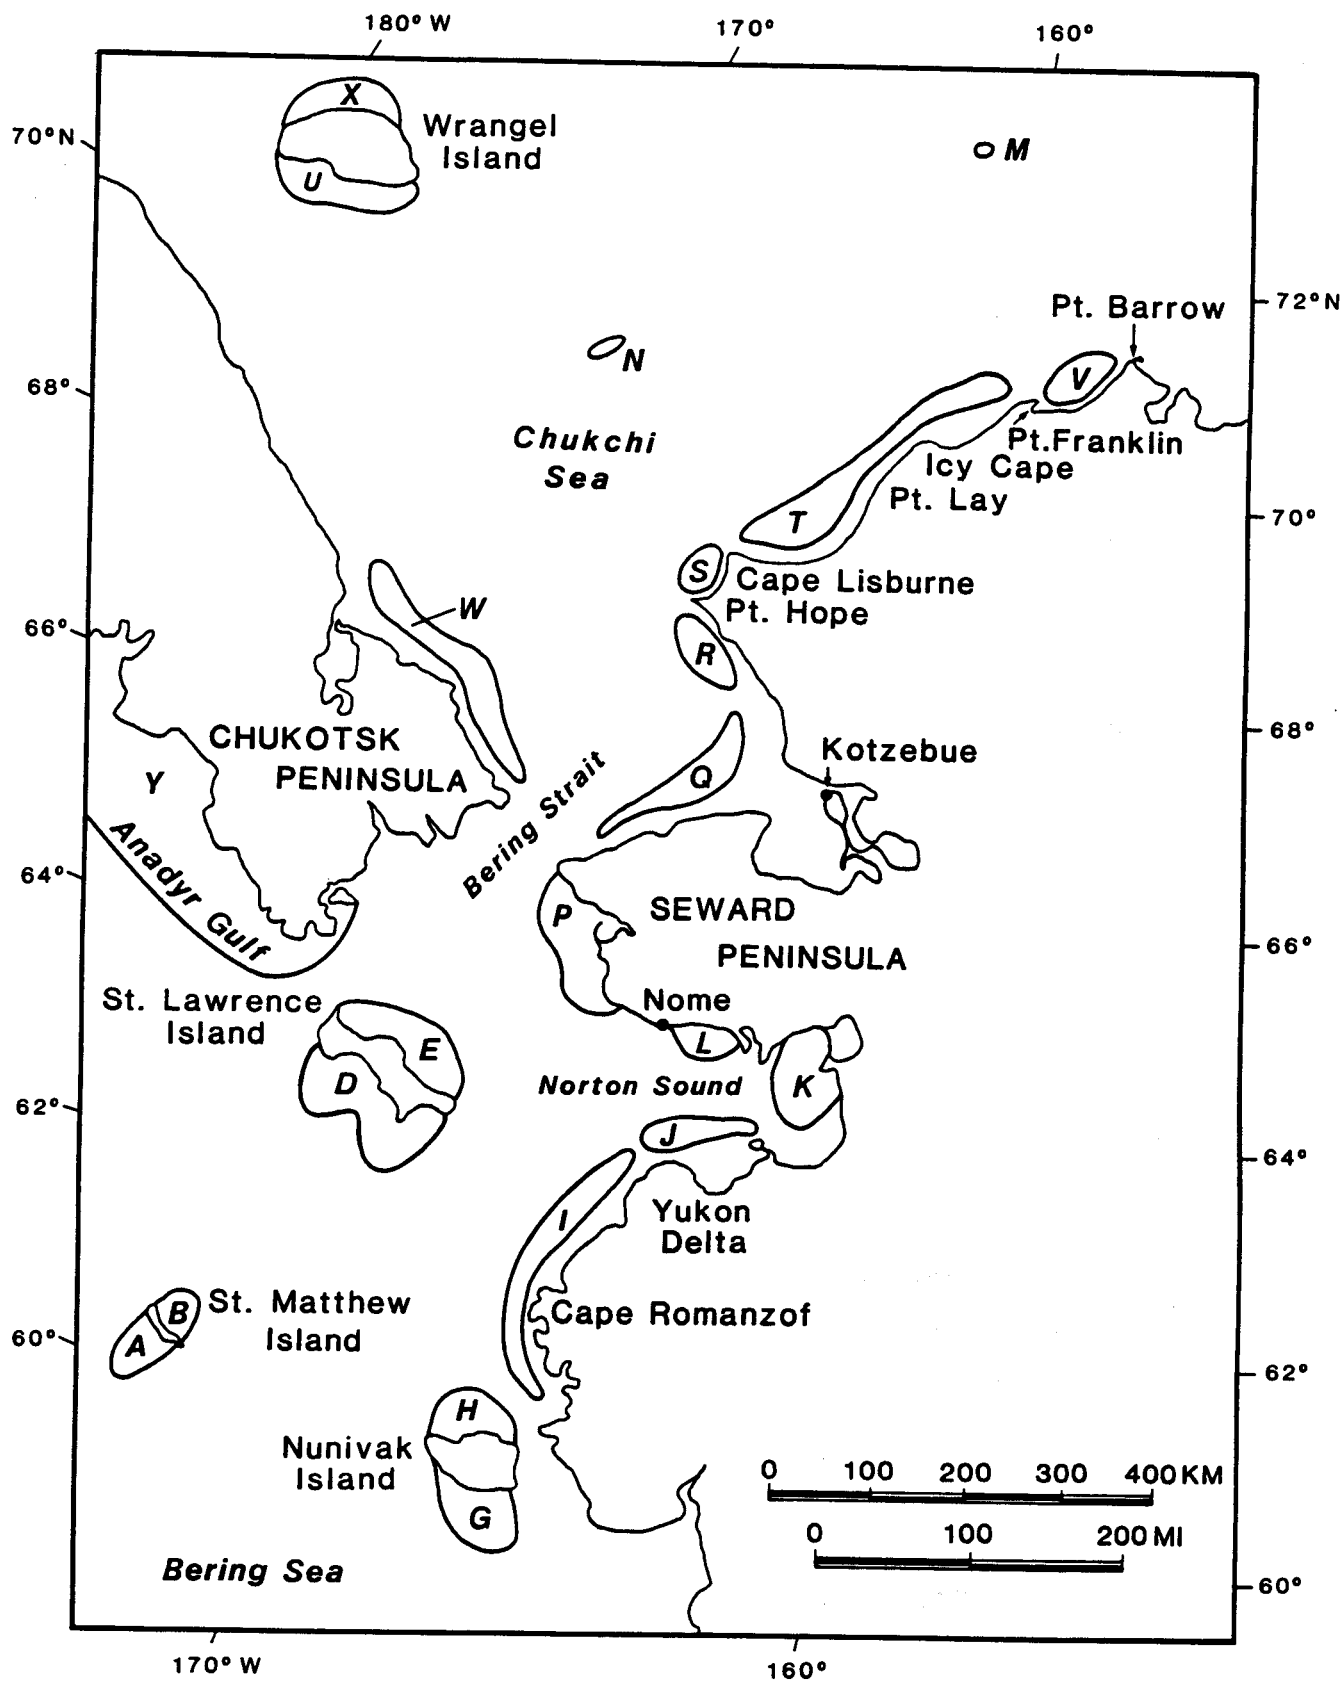 180° W
170°
160°
70°N
X
Wrangel
Island
M
U
72°N
Pt. Barrow
N
V
68°
Chukchi
Sea
Pt.Franklin
Icy Cape
Pt. Lay
70°
T
S
Cape Lisburne
Pt. Hope
W
66°
R
68°
CHUKOTSK
PENINSULA
Kotzebue
Y
Q
Bering Strait
Anadyr Gulf
64°
P
SEWARD
PENINSULA
66°
St. Lawrence
Island
Nome
E
L
D
Norton Sound
K
62°
J
64°
I
Yukon
Delta
B
St. Matthew
Island
A
Cape Romanzof
60°
62°
H
Nunivak
Island
G
0 100 200 300 400 KM
0 100 200 MI
Bering Sea
60°
170° W
160°